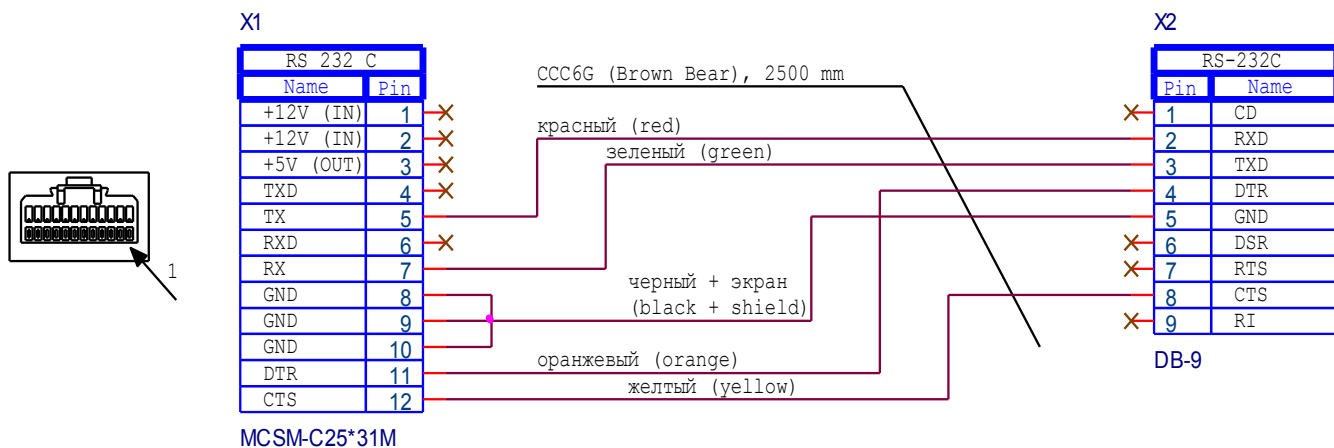 X1
RS 232 C
Name Pin
+12V (IN) 1
+12V (IN) 2
+5V (OUT) 3
TXD 4
TX 5
RXD 6
RX 7
GND 8
GND 9
GND 10
DTR 11
CTS 12
MCSM-C25*31M
1
CCC6G (Brown Bear), 2500 mm
красный (red)
зеленый (green)
черный + экран
(black + shield)
оранжевый (orange)
желтый (yellow)
X2
RS-232C
Pin Name
1 CD
2 RXD
3 TXD
4 DTR
5 GND
6 DSR
7 RTS
8 CTS
9 RI
DB-9